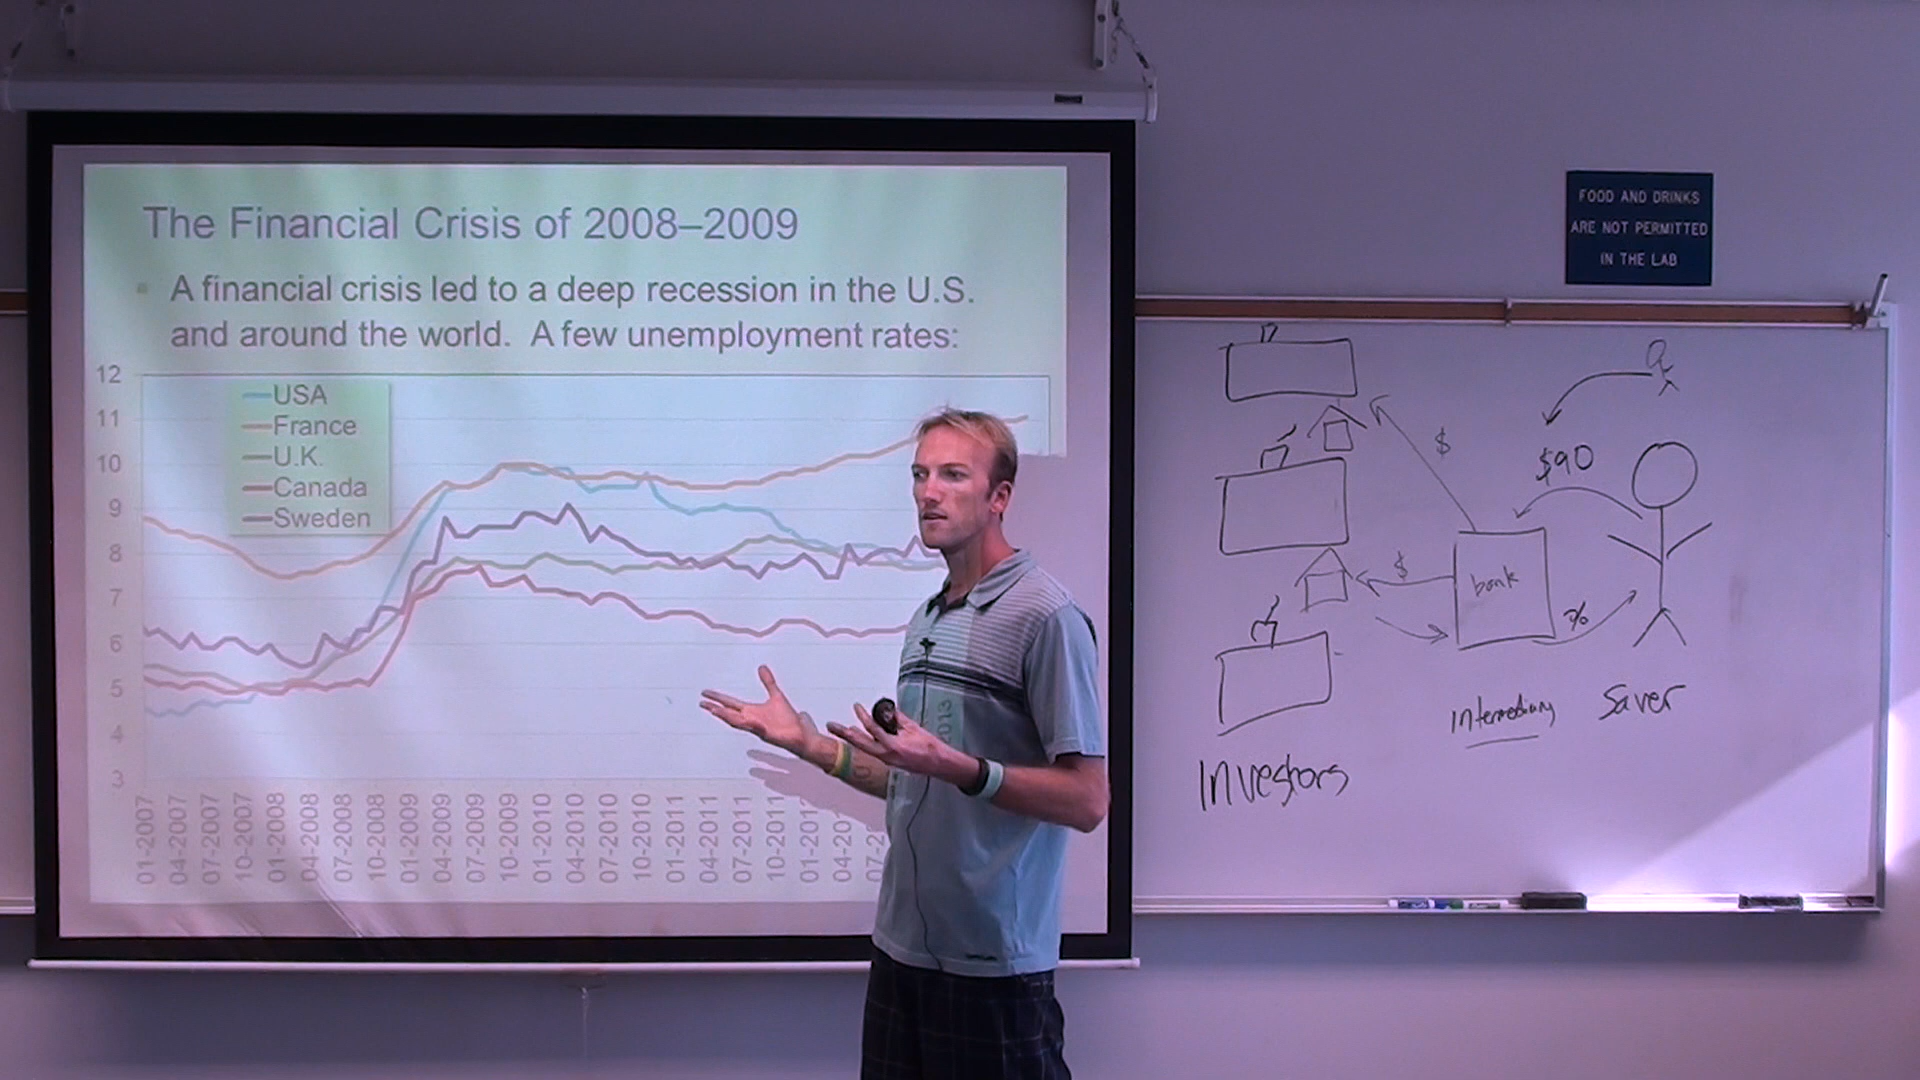 The Financial Crisis of 2008–2009
A financial crisis led to a deep recession in the U.S.
and around the world. A few unemployment rates:
12
11
10
9
8
7
6
5
4
3
USA
France
U.K.
Canada
Sweden
01-2007
04-2007
07-2007
10-2007
01-2008
04-2008
07-2008
10-2008
01-2009
04-2009
07-2009
10-2009
01-2010
04-2010
07-2010
10-2010
01-2011
04-2011
07-2011
10-2011
2013
FOOD AND DRINKS
ARE NOT PERMITTED
IN THE LAB
$
$90
$
bank
%
Intermediary
Saver
Investors